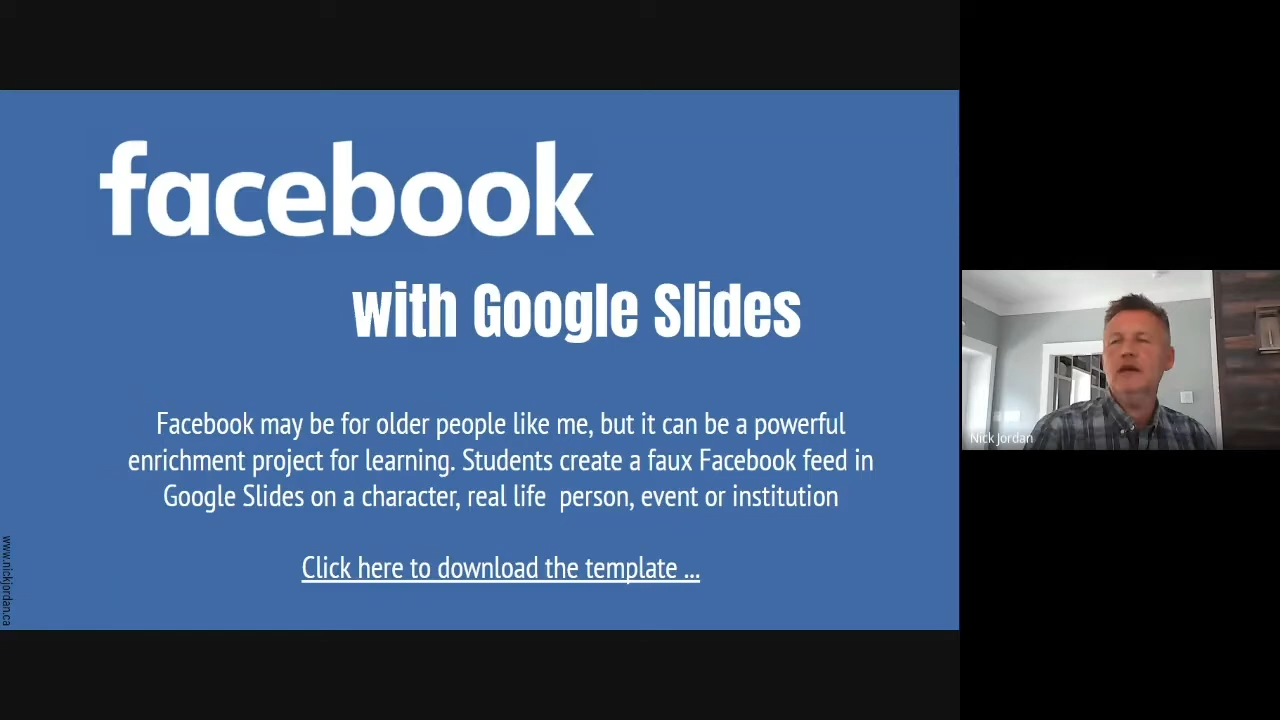 facebook
with Google Slides
Facebook may be for older people like me, but it can be a powerful
enrichment project for learning. Students create a faux Facebook feed in
Google Slides on a character, real life  person, event or institution
Click here to download the template ...
www.nickjordan.ca
Nick Jordan